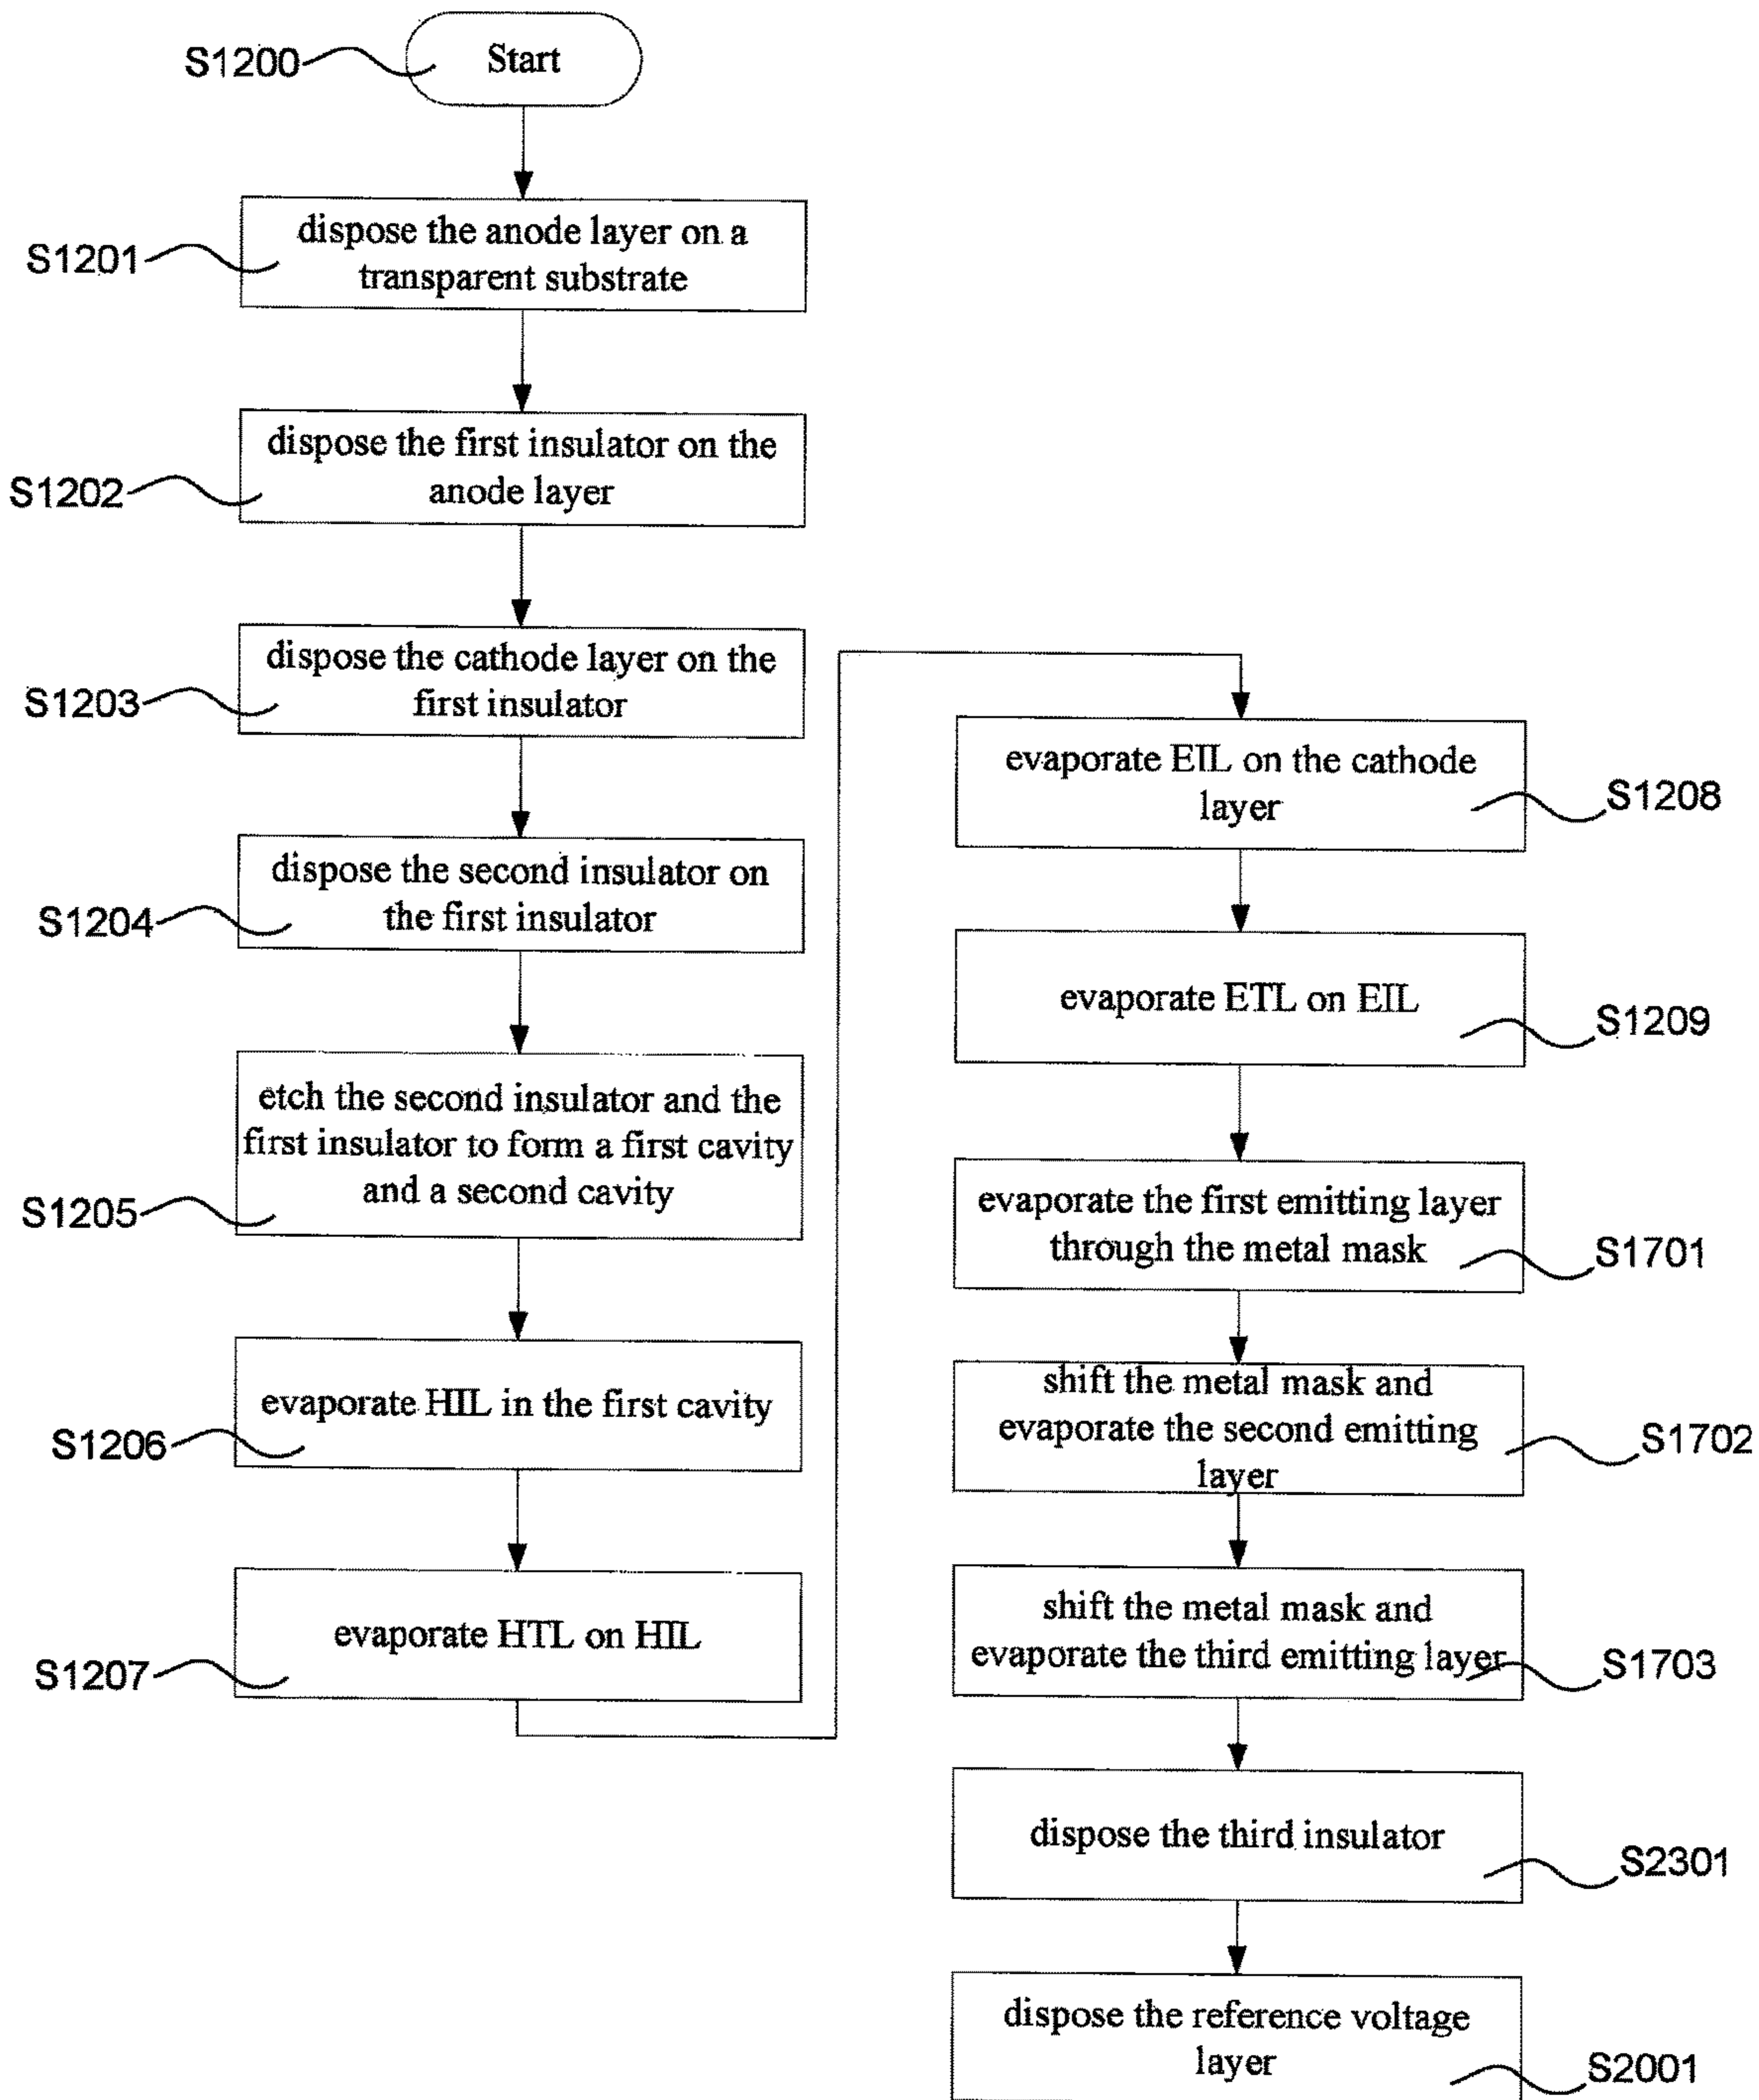 S1200
Start
S1201
dispose the anode layer on a
transparent substrate
S1202
dispose the first insulator on the
anode layer
S1203
dispose the cathode layer on the
first insulator
S1204
dispose the second insulator on
the first insulator
S1205
etch the second insulator and the
first insulator to form a first cavity
and a second cavity
S1206
evaporate HIL in the first cavity
S1207
evaporate HTL on HIL
evaporate EIL on the cathode
layer
S1208
evaporate ETL on EIL
S1209
evaporate the first emitting layer
through the metal mask
S1701
shift the metal mask and
evaporate the second emitting
layer
S1702
shift the metal mask and
evaporate the third emitting layer
S1703
dispose the third insulator
S2301
dispose the reference voltage
layer
S2001